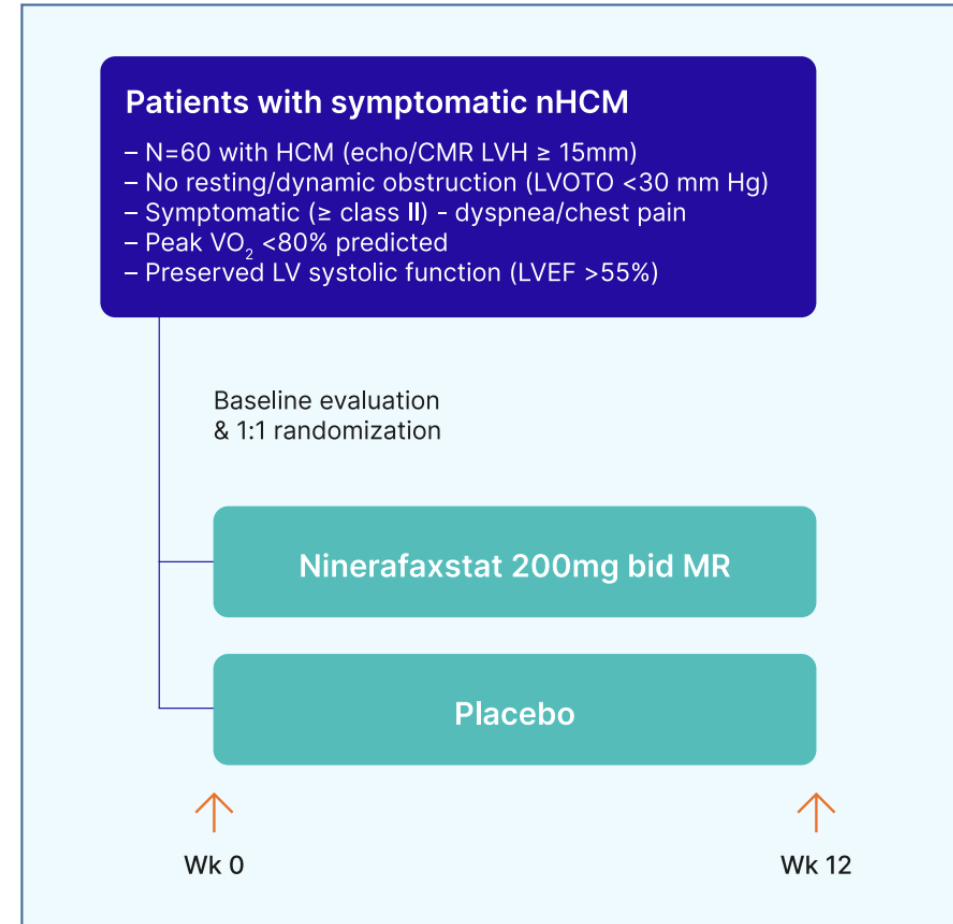 Patients with symptomatic nHCM
– N=60 with HCM (echo/CMR LVH ≥ 15mm)
– No resting/dynamic obstruction (LVOTO <30 mm Hg)
– Symptomatic (≥ class II) - dyspnea/chest pain
– Peak VO₂ <80% predicted
– Preserved LV systolic function (LVEF >55%)
Baseline evaluation
& 1:1 randomization
Ninerafaxstat 200mg bid MR
Placebo
Wk 0
Wk 12